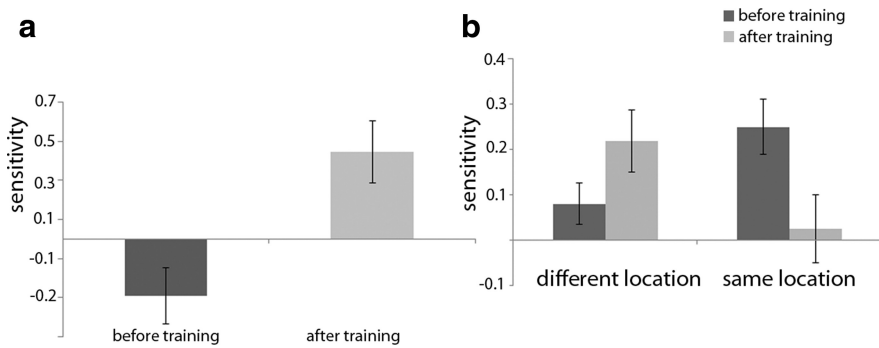 a
0.7
0.5
0.3
0.1
-0.1
-0.2
sensitivity
before training
after training
b
before training
after training
0.4
0.3
0.2
0.1
-0.1
sensitivity
different location
same location